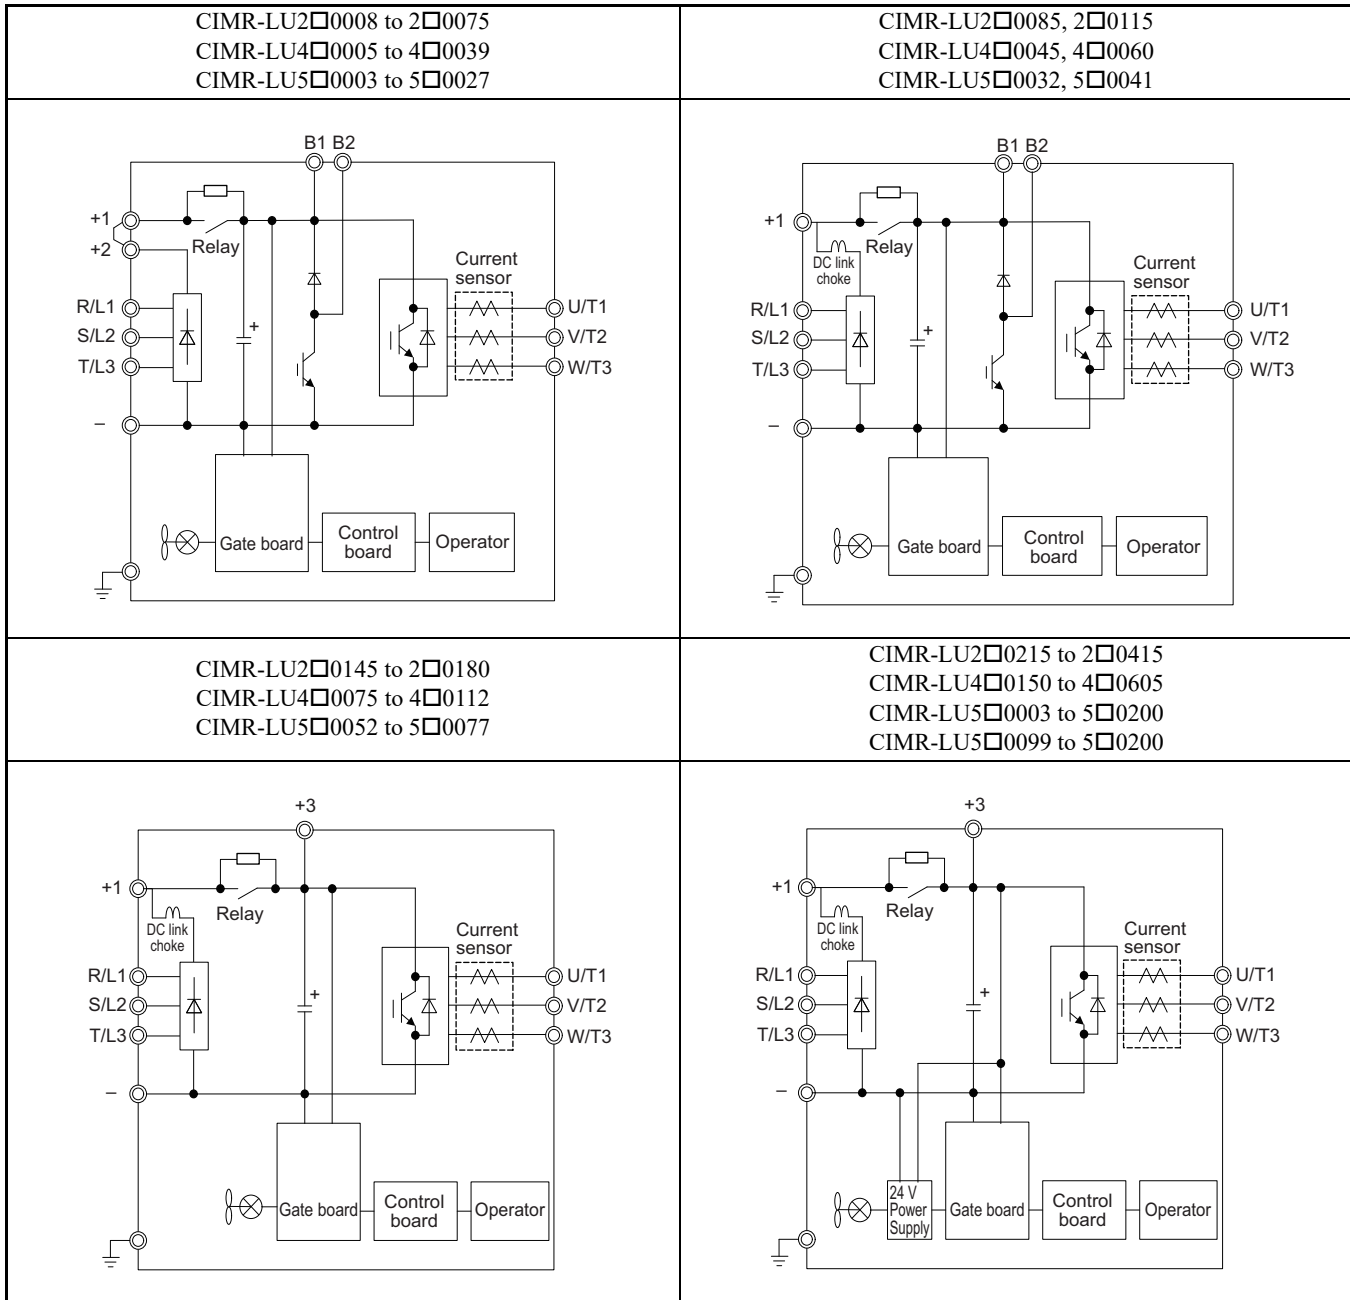 CIMR-LU2□0008 to 2□0075
CIMR-LU4□0005 to 4□0039
CIMR-LU5□0003 to 5□0027
CIMR-LU2□0085, 2□0115
CIMR-LU4□0045, 4□0060
CIMR-LU5□0032, 5□0041
B1 B2
+1
Relay
+2
Current
sensor
R/L1
U/T1
+
S/L2
V/T2
T/L3
W/T3
–
Gate board
Control
board
Operator
B1 B2
+1
Relay
DC link
choke
Current
sensor
R/L1
U/T1
+
S/L2
V/T2
T/L3
W/T3
–
Gate board
Control
board
Operator
CIMR-LU2□0145 to 2□0180
CIMR-LU4□0075 to 4□0112
CIMR-LU5□0052 to 5□0077
CIMR-LU2□0215 to 2□0415
CIMR-LU4□0150 to 4□0605
CIMR-LU5□0003 to 5□0200
CIMR-LU5□0099 to 5□0200
+3
+1
Relay
DC link
choke
Current
sensor
R/L1
U/T1
+
S/L2
V/T2
T/L3
W/T3
–
Gate board
Control
board
Operator
+3
+1
Relay
DC link
choke
Current
sensor
R/L1
U/T1
+
S/L2
V/T2
T/L3
W/T3
–
24 V
Power
Supply
Gate board
Control
board
Operator